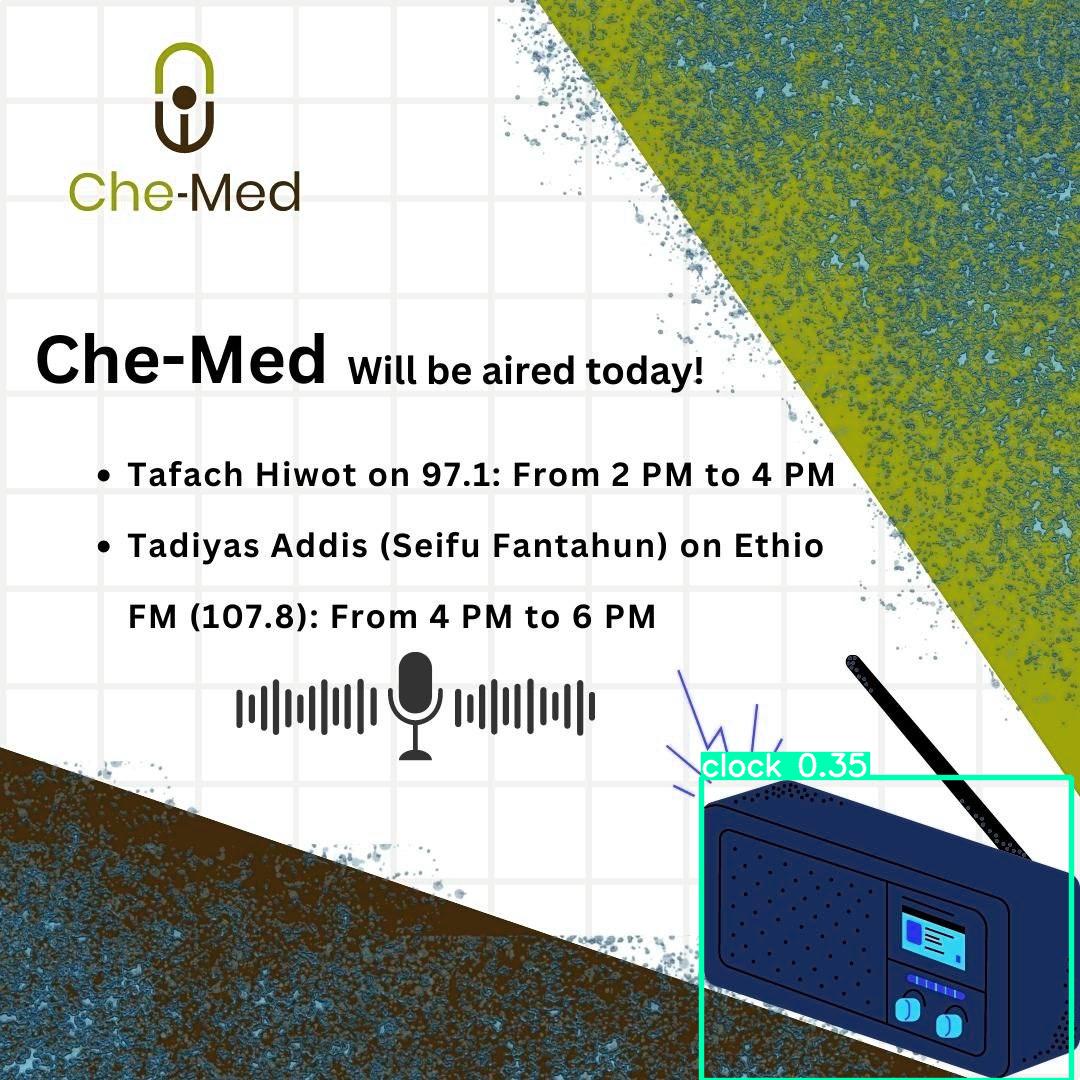 Che-Med
Che-Med Will be aired today!
• Tafach Hiwot on 97.1: From 2 PM to 4 PM
• Tadiyas Addis (Seifu Fantahun) on Ethio
FM (107.8): From 4 PM to 6 PM
clock 0.35